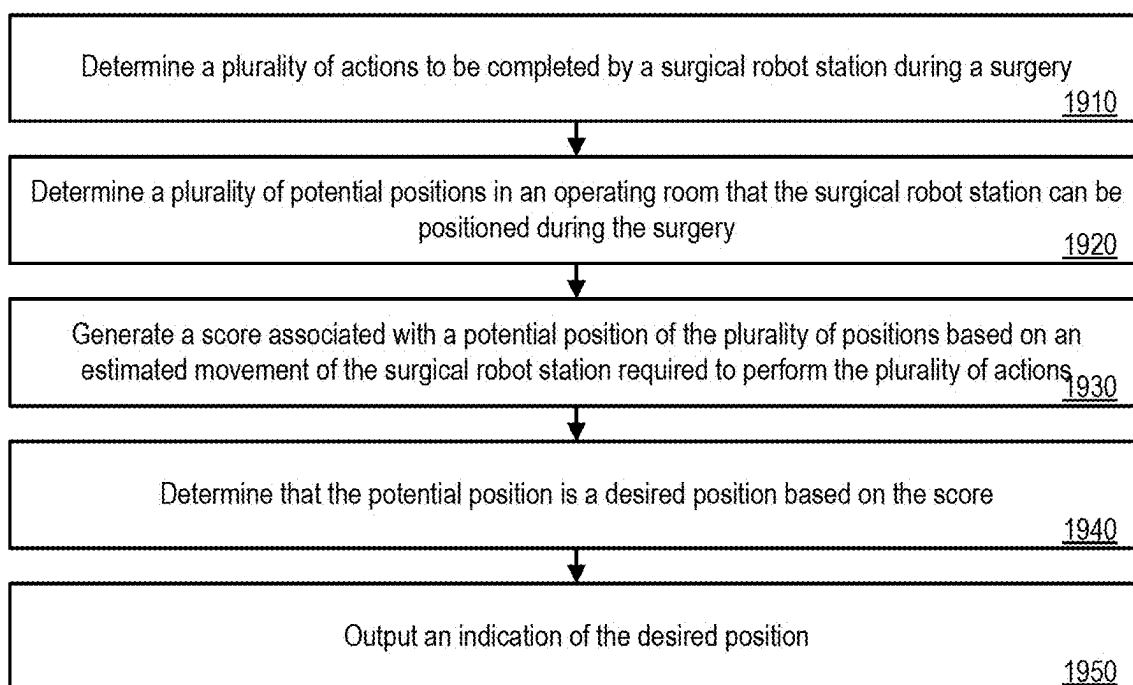 Determine a plurality of actions to be completed by a surgical robot station during a surgery
1910
Determine a plurality of potential positions in an operating room that the surgical robot station can be
positioned during the surgery
1920
Generate a score associated with a potential position of the plurality of positions based on an
estimated movement of the surgical robot station required to perform the plurality of actions
1930
Determine that the potential position is a desired position based on the score
1940
Output an indication of the desired position
1950